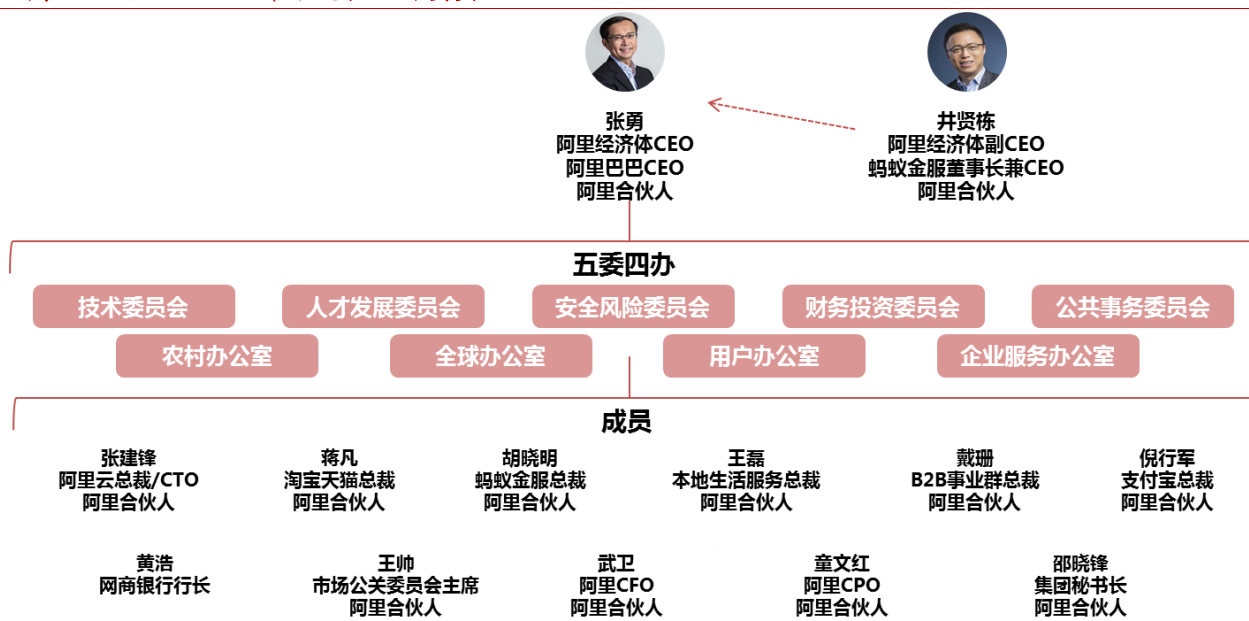 张勇
阿里经济体CEO
阿里巴巴CEO
阿里合伙人
井贤栋
阿里经济体副CEO
蚂蚁金服董事长兼CEO
阿里合伙人
五委四办
技术委员会
人才发展委员会
安全风险委员会
财务投资委员会
公共事务委员会
农村办公室
全球办公室
用户办公室
企业服务办公室
成员
张建锋
阿里云总裁/CTO
阿里合伙人
蒋凡
淘宝天猫总裁
阿里合伙人
胡晓明
蚂蚁金服总裁
阿里合伙人
王磊
本地生活服务总裁
阿里合伙人
戴珊
B2B事业群总裁
阿里合伙人
倪行军
支付宝总裁
阿里合伙人
黄浩
网商银行行长
王帅
市场公关委员会主席
阿里合伙人
武卫
阿里CFO
阿里合伙人
童文红
阿里CPO
阿里合伙人
邵晓锋
集团秘书长
阿里合伙人